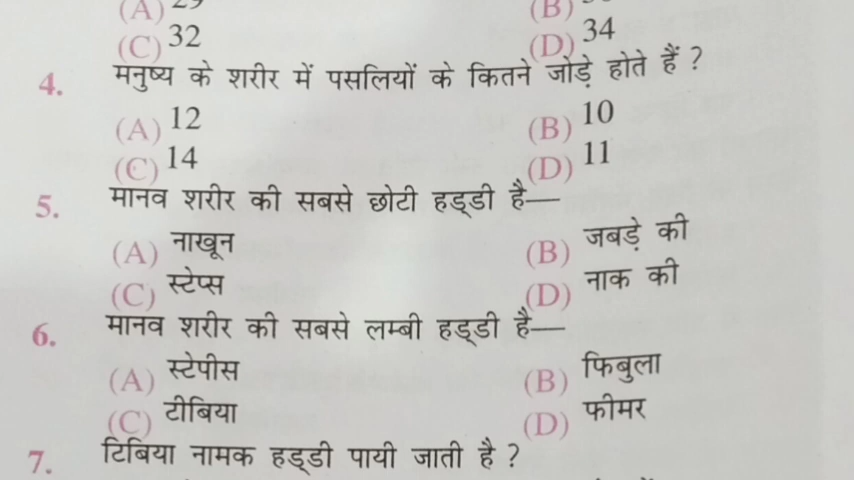 (A) 29 (B)
(C) 32 (D) 34
4. मनुष्य के शरीर में पसलियों के कितने जोड़े होते हैं ?
(A) 12 (B) 10
(C) 14 (D) 11
5. मानव शरीर की सबसे छोटी हड्डी है—
(A) नाखून (B) जबड़े की
(C) स्टेप्स (D) नाक की
6. मानव शरीर की सबसे लम्बी हड्डी है—
(A) स्टेपीस (B) फिबुला
(C) टीबिया (D) फीमर
7. टिबिया नामक हड्डी पायी जाती है ?